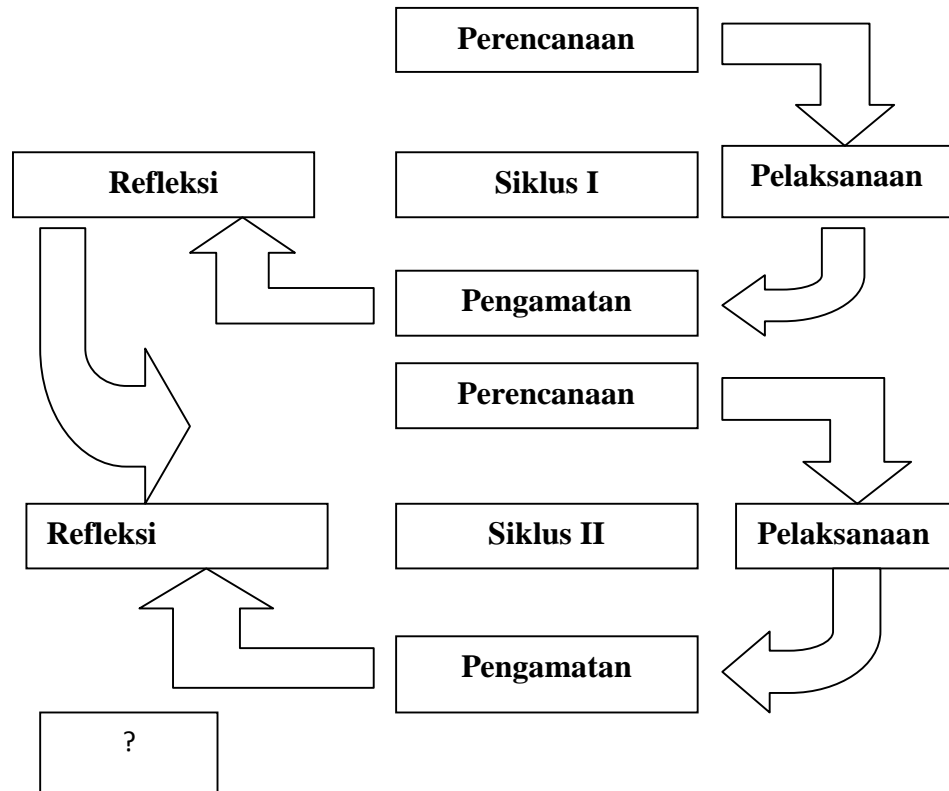 Perencanaan
Refleksi
Siklus I
Pelaksanaan
Pengamatan
Perencanaan
Refleksi
Siklus II
Pelaksanaan
Pengamatan
?